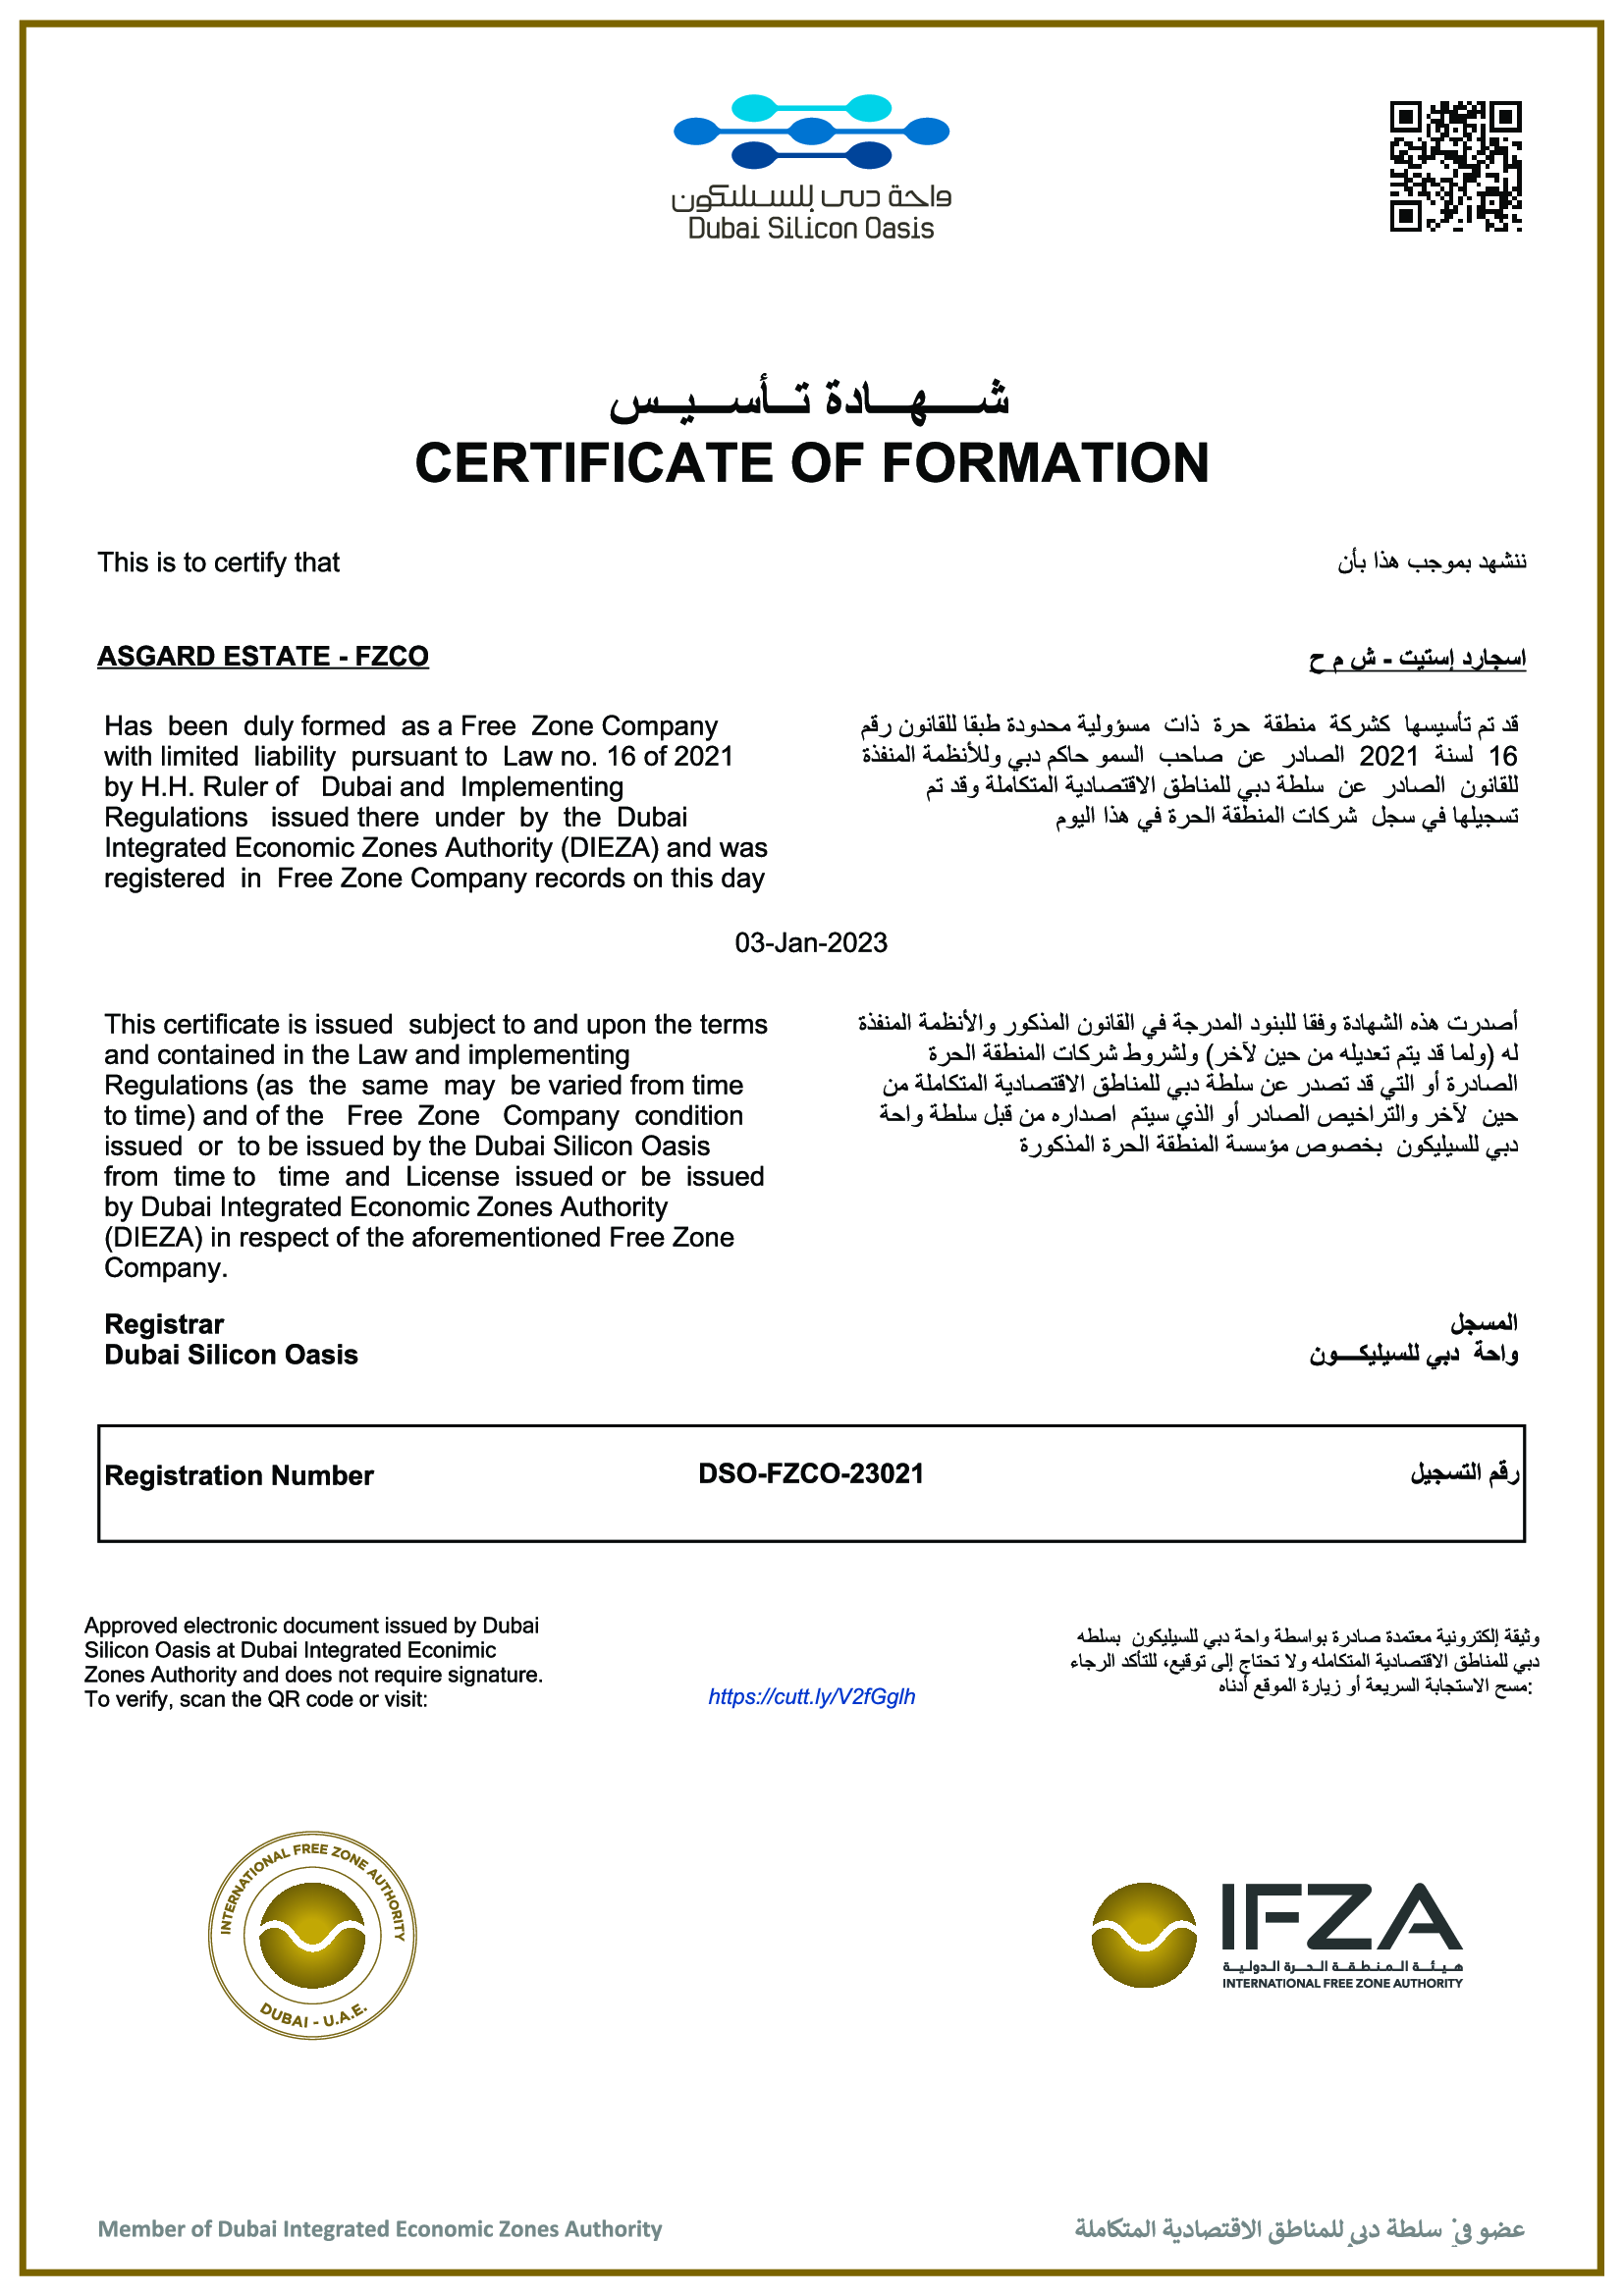 واحة دبي للسيليكون
Dubai Silicon Oasis
شـــهـــادة تـــأســـيـــس
CERTIFICATE OF FORMATION
This is to certify that
ننشهد بموجب هذا بأن
ASGARD ESTATE - FZCO
اسجارد إستيت - ش م ح
Has been duly formed as a Free Zone Company
with limited liability pursuant to Law no. 16 of 2021
by H.H. Ruler of Dubai and Implementing
Regulations issued there under by the Dubai
Integrated Economic Zones Authority (DIEZA) and was
registered in Free Zone Company records on this day
قد تم تأسيسها كشركة منطقة حرة ذات مسؤولية محدودة طبقا للقانون رقم
16 لسنة 2021 الصادر عن صاحب السمو حاكم دبي وللأنظمة المنفذة
للقانون الصادر عن سلطة دبي للمناطق الاقتصادية المتكاملة وقد تم
تسجيلها في سجل شركات المنطقة الحرة في هذا اليوم
03-Jan-2023
This certificate is issued subject to and upon the terms
and contained in the Law and implementing
Regulations (as the same may be varied from time
to time) and of the Free Zone Company condition
issued or to be issued by the Dubai Silicon Oasis
from time to time and License issued or be issued
by Dubai Integrated Economic Zones Authority
(DIEZA) in respect of the aforementioned Free Zone
Company.
أصدرت هذه الشهادة وفقا للبنود المدرجة في القانون المذكور والأنظمة المنفذة
له (ولما قد يتم تعديله من حين لآخر) ولشروط شركات المنطقة الحرة
الصادرة أو التي قد تصدر عن سلطة دبي للمناطق الاقتصادية المتكاملة من
حين لآخر والتراخيص الصادر أو الذي سيتم اصداره من قبل سلطة واحة
دبي للسيليكون بخصوص مؤسسة المنطقة الحرة المذكورة
Registrar
Dubai Silicon Oasis
المسجل
واحة دبي للسيليكـــون
Registration Number
DSO-FZCO-23021
رقم التسجيل
Approved electronic document issued by Dubai
Silicon Oasis at Dubai Integrated Econimic
Zones Authority and does not require signature.
To verify, scan the QR code or visit:
https://cutt.ly/V2fGglh
وثيقة إلكترونية معتمدة صادرة بواسطة واحة دبي للسيليكون بسلطه
دبي للمناطق الاقتصادية المتكامله ولا تحتاج إلى توقيع، للتأكد الرجاء
مسح الاستجابة السريعة أو زيارة الموقع أدناه:
INTERNATIONAL FREE ZONE AUTHORITY
DUBAI - U.A.E.
IFZA
هـيـئـة الـمـنـطـقـة الـحـرة الـدولـيـة
INTERNATIONAL FREE ZONE AUTHORITY
Member of Dubai Integrated Economic Zones Authority
عضو في سلطة دبي للمناطق الاقتصادية المتكاملة